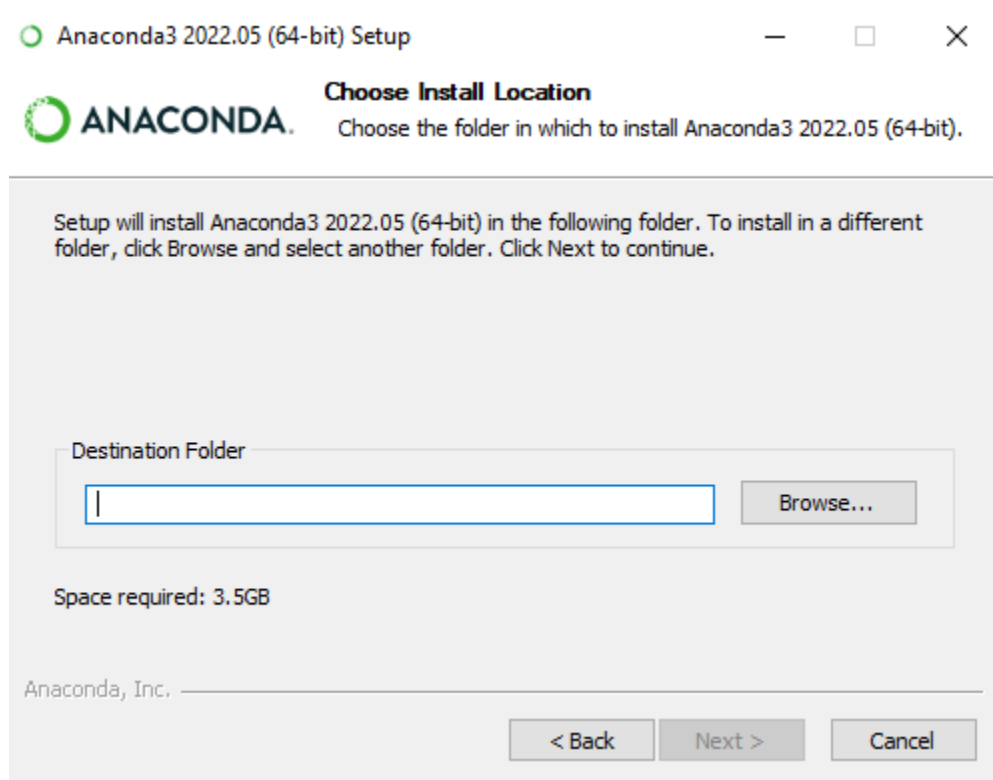 Anaconda3 2022.05 (64-bit) Setup
ANACONDA.
Choose Install Location
Choose the folder in which to install Anaconda3 2022.05 (64-bit).
Setup will install Anaconda3 2022.05 (64-bit) in the following folder. To install in a different
folder, click Browse and select another folder. Click Next to continue.
Destination Folder
Browse...
Space required: 3.5GB
Anaconda, Inc.
< Back
Next >
Cancel